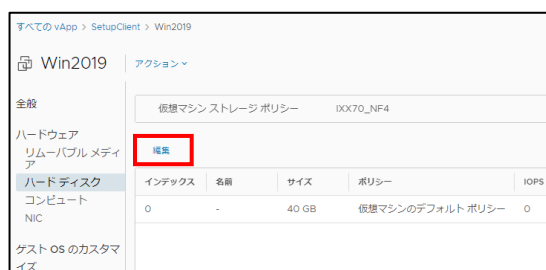 すべての vApp > SetupClient > Win2019
Win2019
アクション
全般
ハードウェア
リムーバブル メディ
ア
ハード ディスク
コンピュート
NIC
ゲスト OS のカスタマ
イズ
仮想マシン ストレージ ポリシー IXX70_NF4
編集
インデックス 名前 サイズ ポリシー IOPS
0 - 40 GB 仮想マシンのデフォルト ポリシー 0